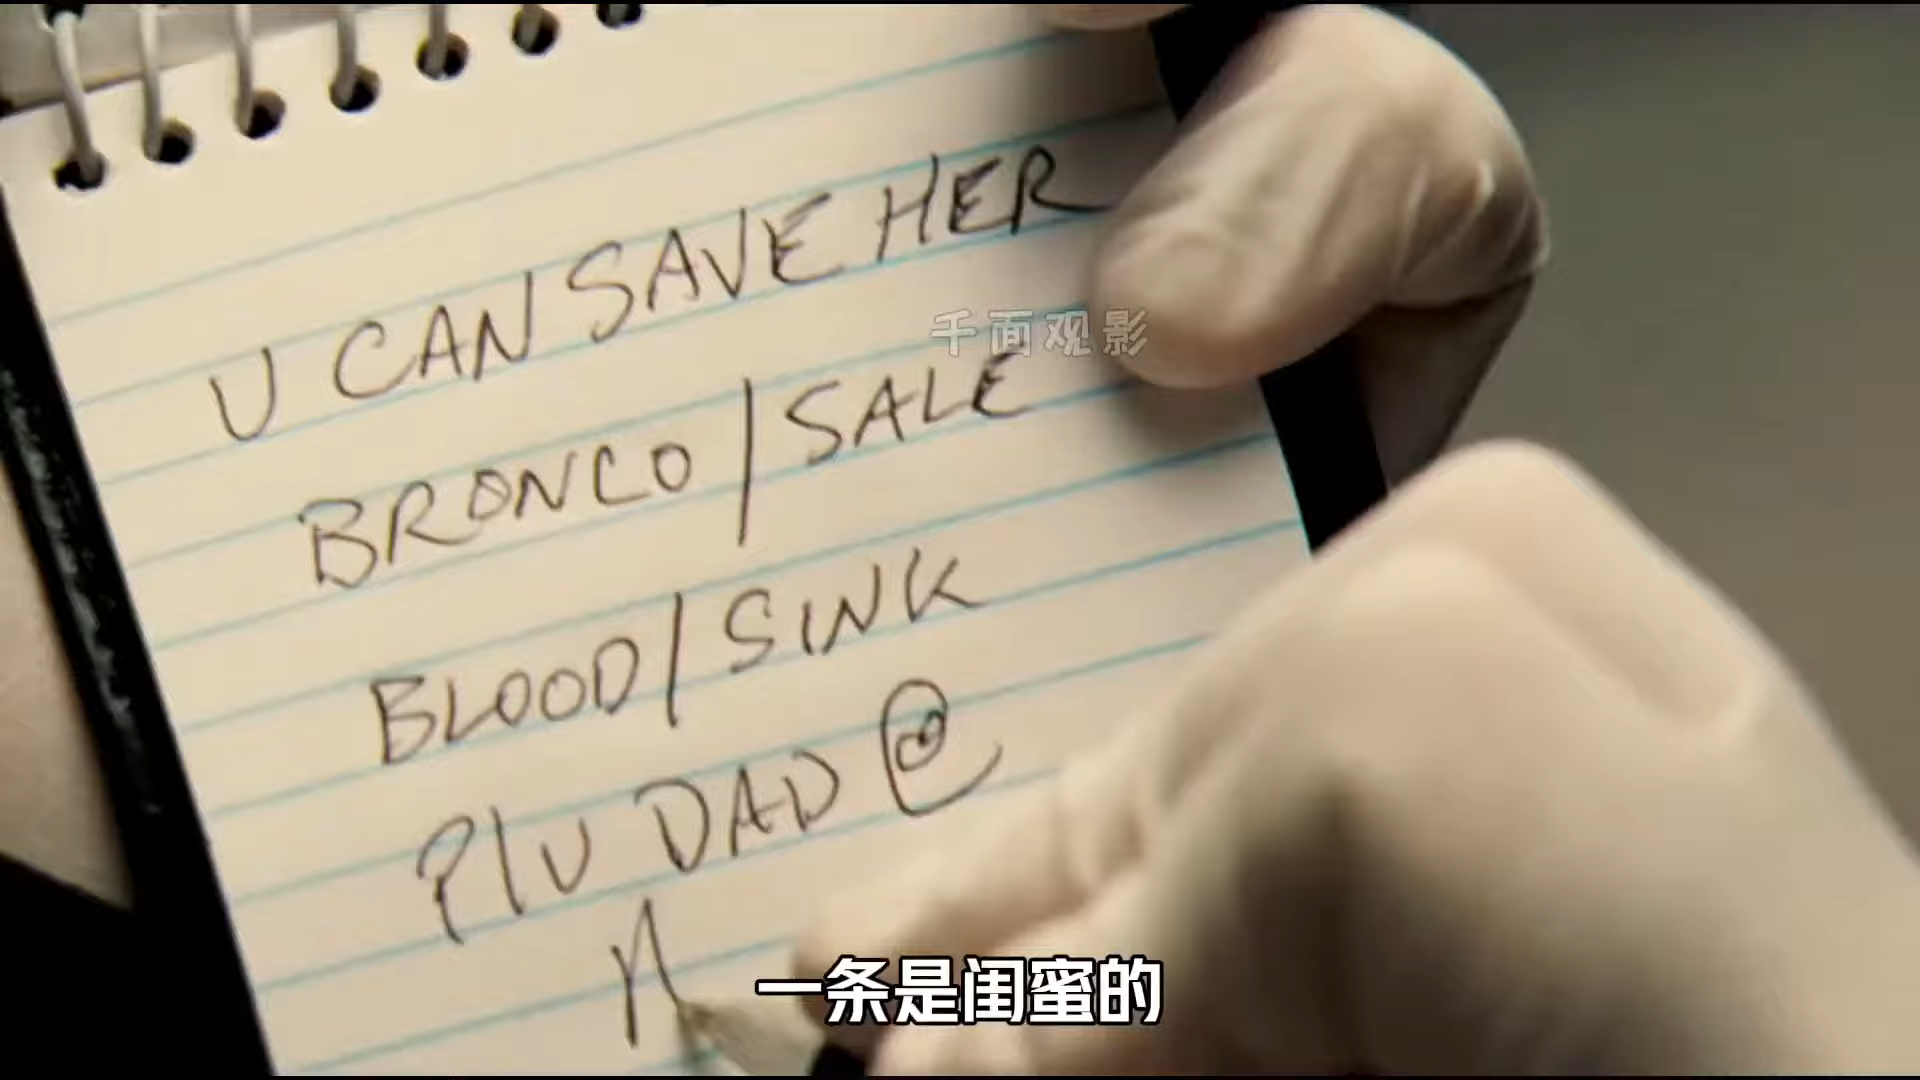 U CAN SAVE HER
千面观影
BRONCO/SALE
BLOOD/SINK
P/U DAD @
N
一条是闺蜜的